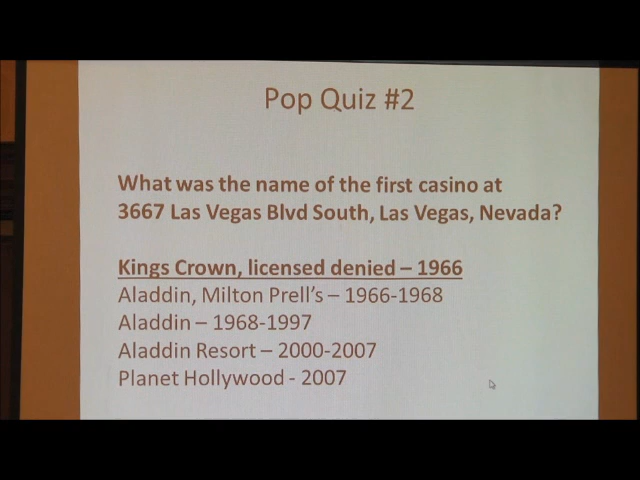 Pop Quiz #2
What was the name of the first casino at
3667 Las Vegas Blvd South, Las Vegas, Nevada?
Kings Crown, licensed denied – 1966
Aladdin, Milton Prell's – 1966-1968
Aladdin – 1968-1997
Aladdin Resort – 2000-2007
Planet Hollywood - 2007